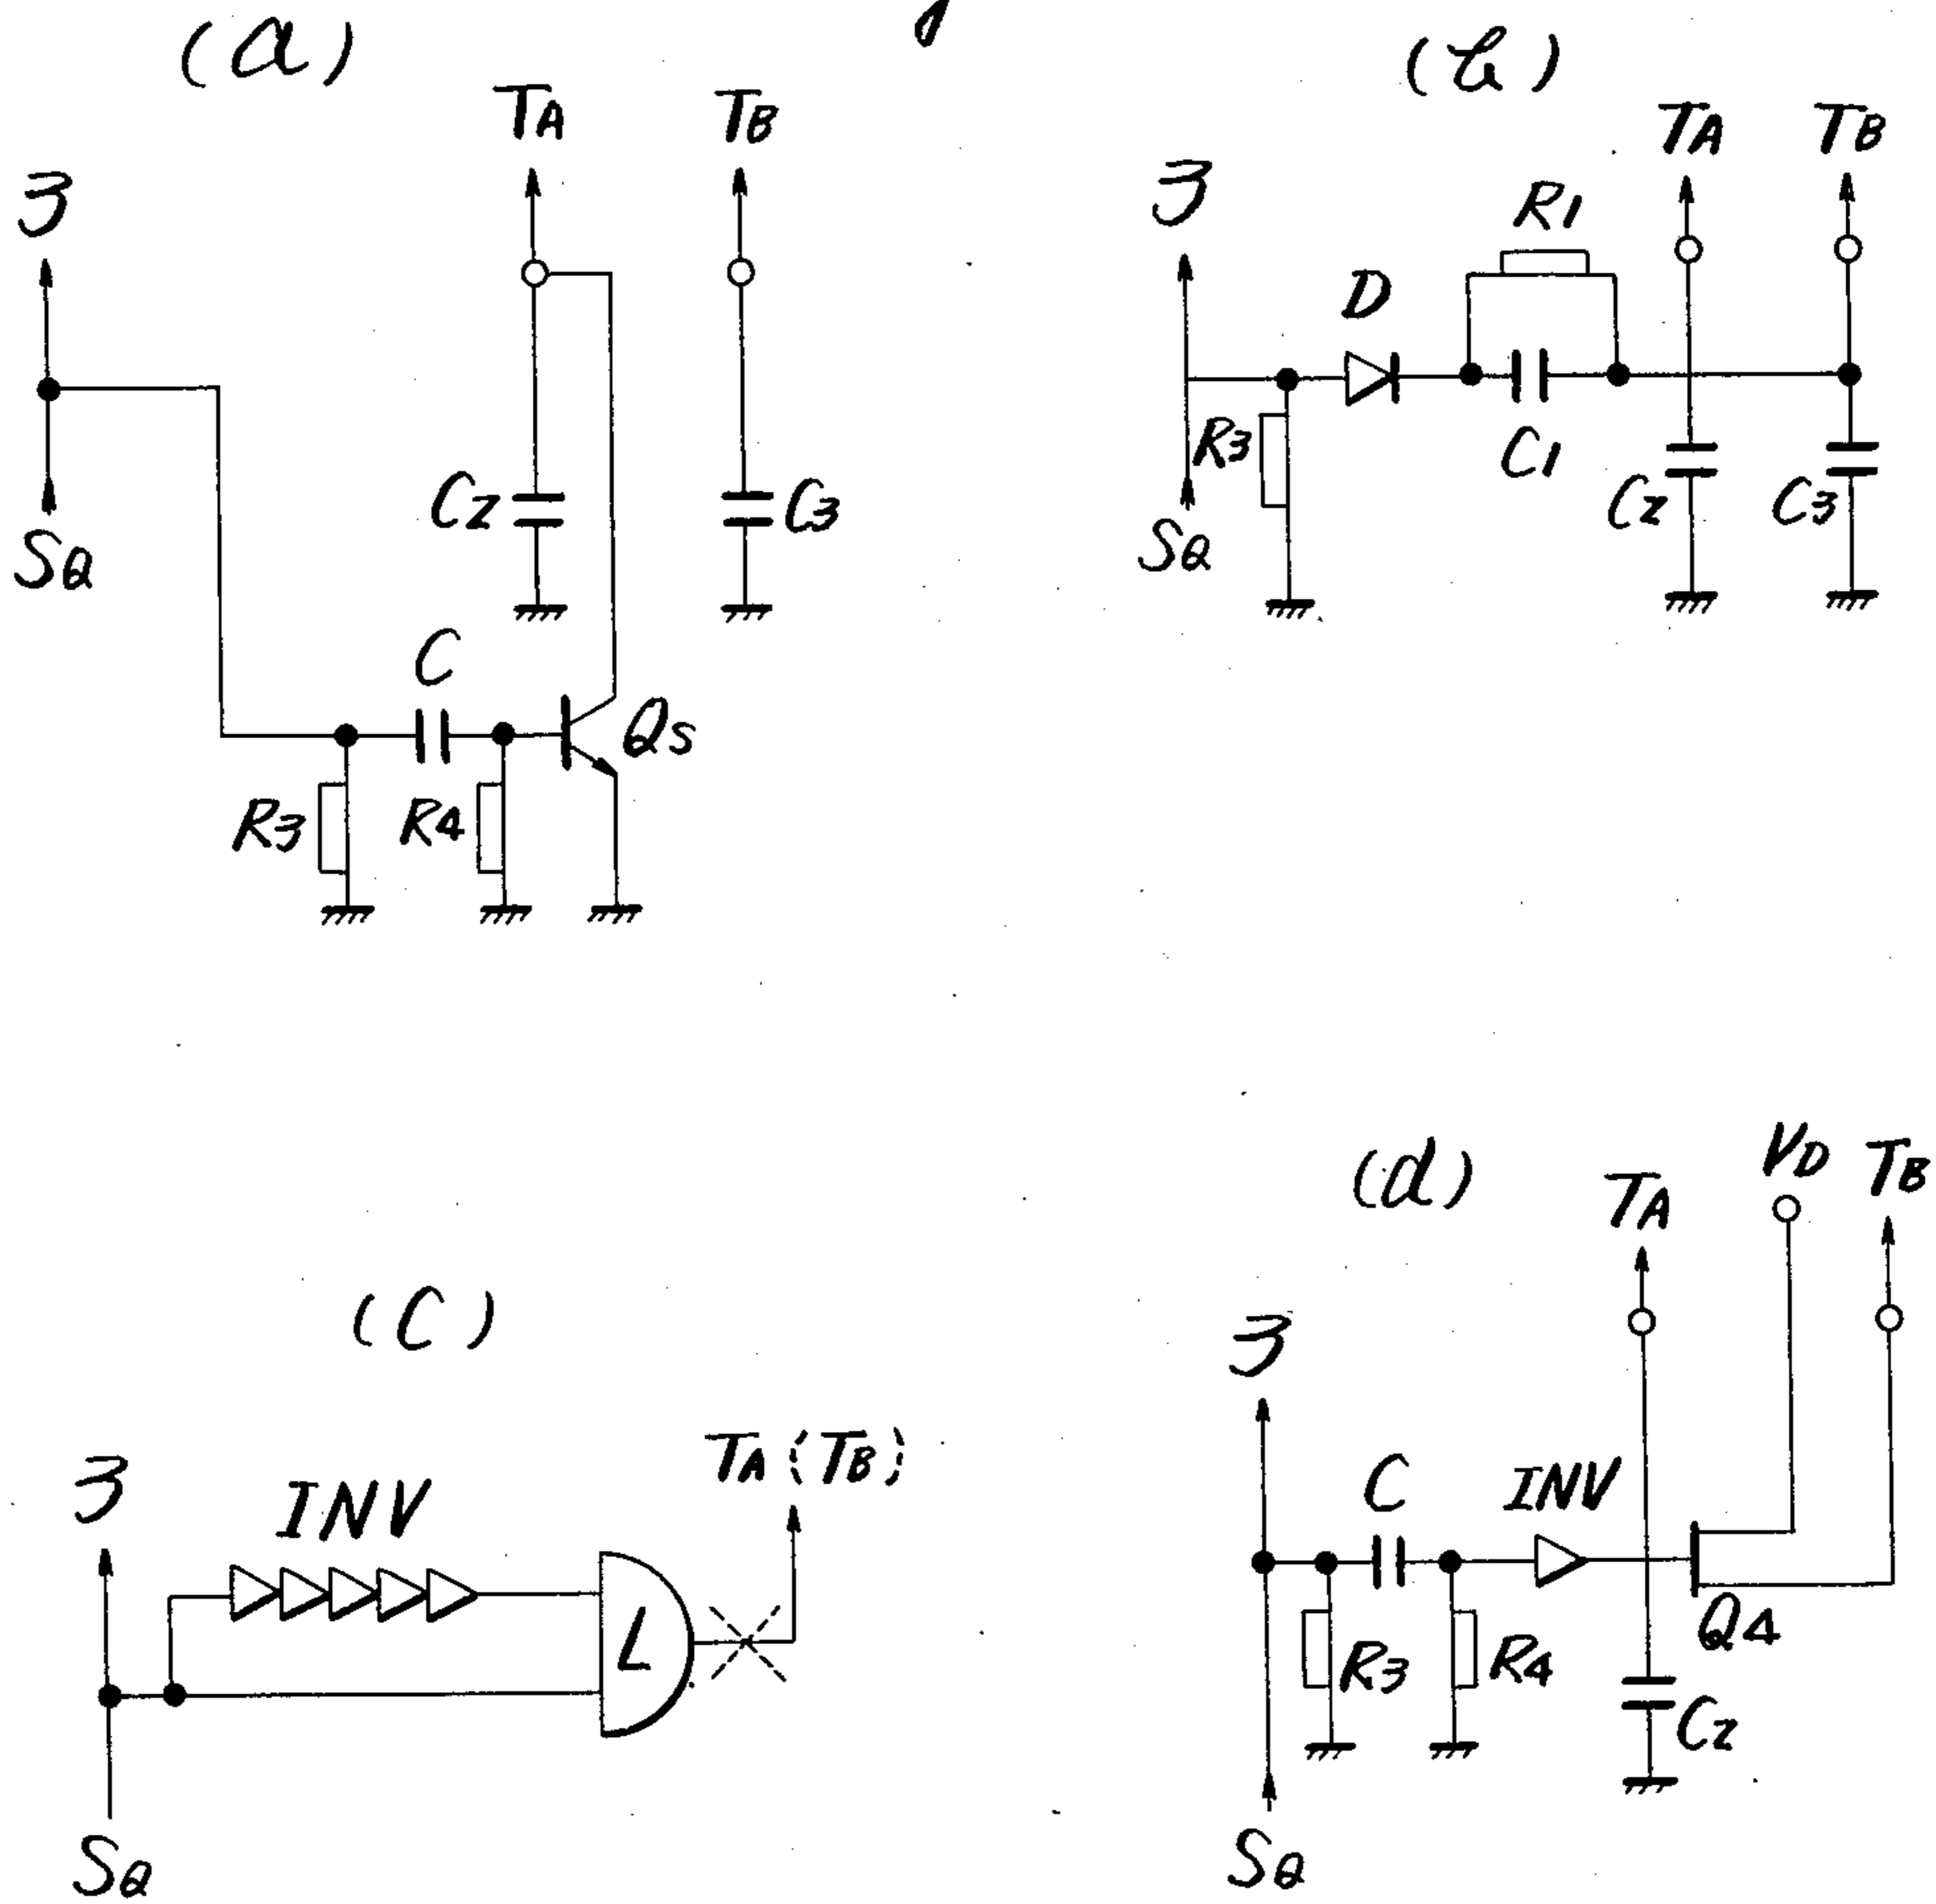 (a)
TA
TB
3
C2
C3
SQ
C
QS
R3
R4
(b)
TA
TB
3
R1
D
R3
C1
C2
C3
SQ
(C)
3
INV
TA (TB)
L
SQ
(d)
VD
TB
TA
3
C
INV
Q4
R3
R4
C2
SQ